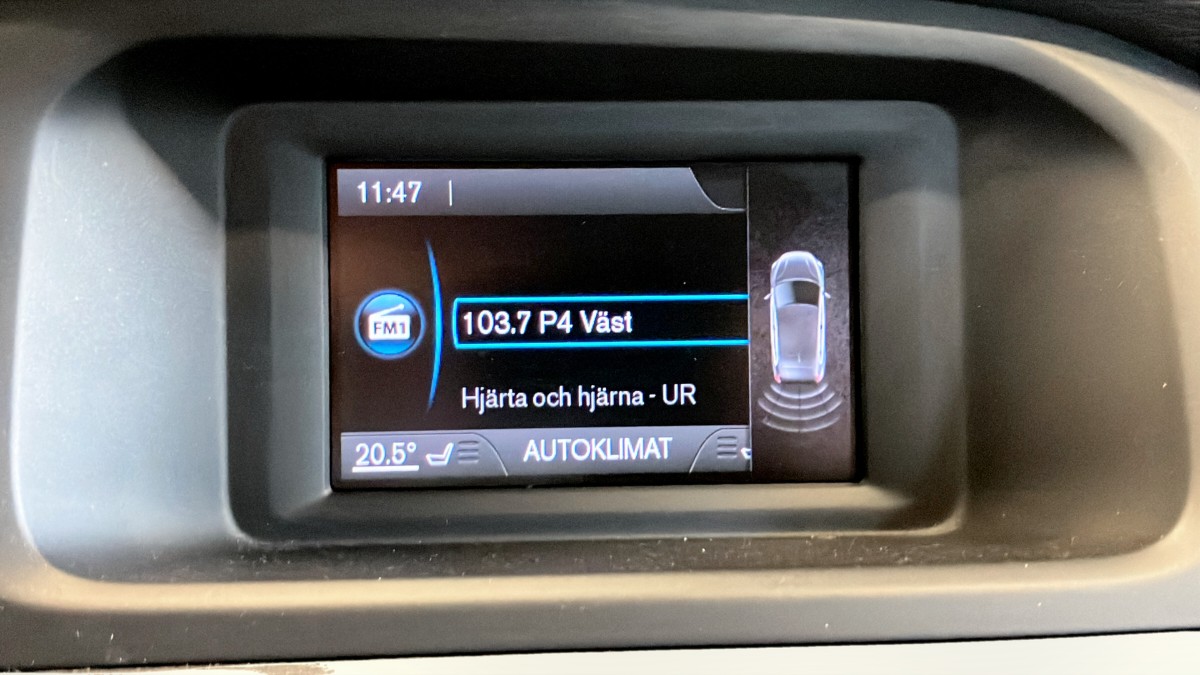 11:47 |
FM1
103.7 P4 Väst
Hjärta och hjärna - UR
20.5° AUTOKLIMAT